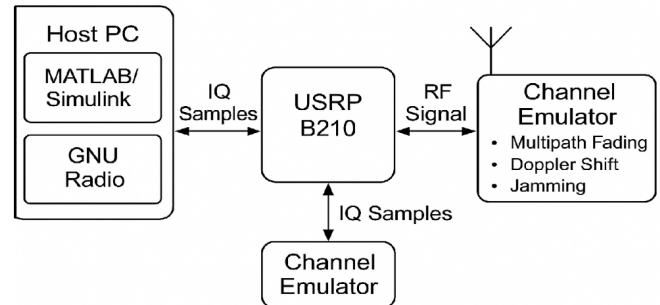 Host PC
MATLAB/
Simulink
GNU
Radio
IQ
Samples
USRP
B210
RF
Signal
Channel
Emulator
• Multipath Fading
• Doppler Shift
• Jamming
IQ Samples
Channel
Emulator